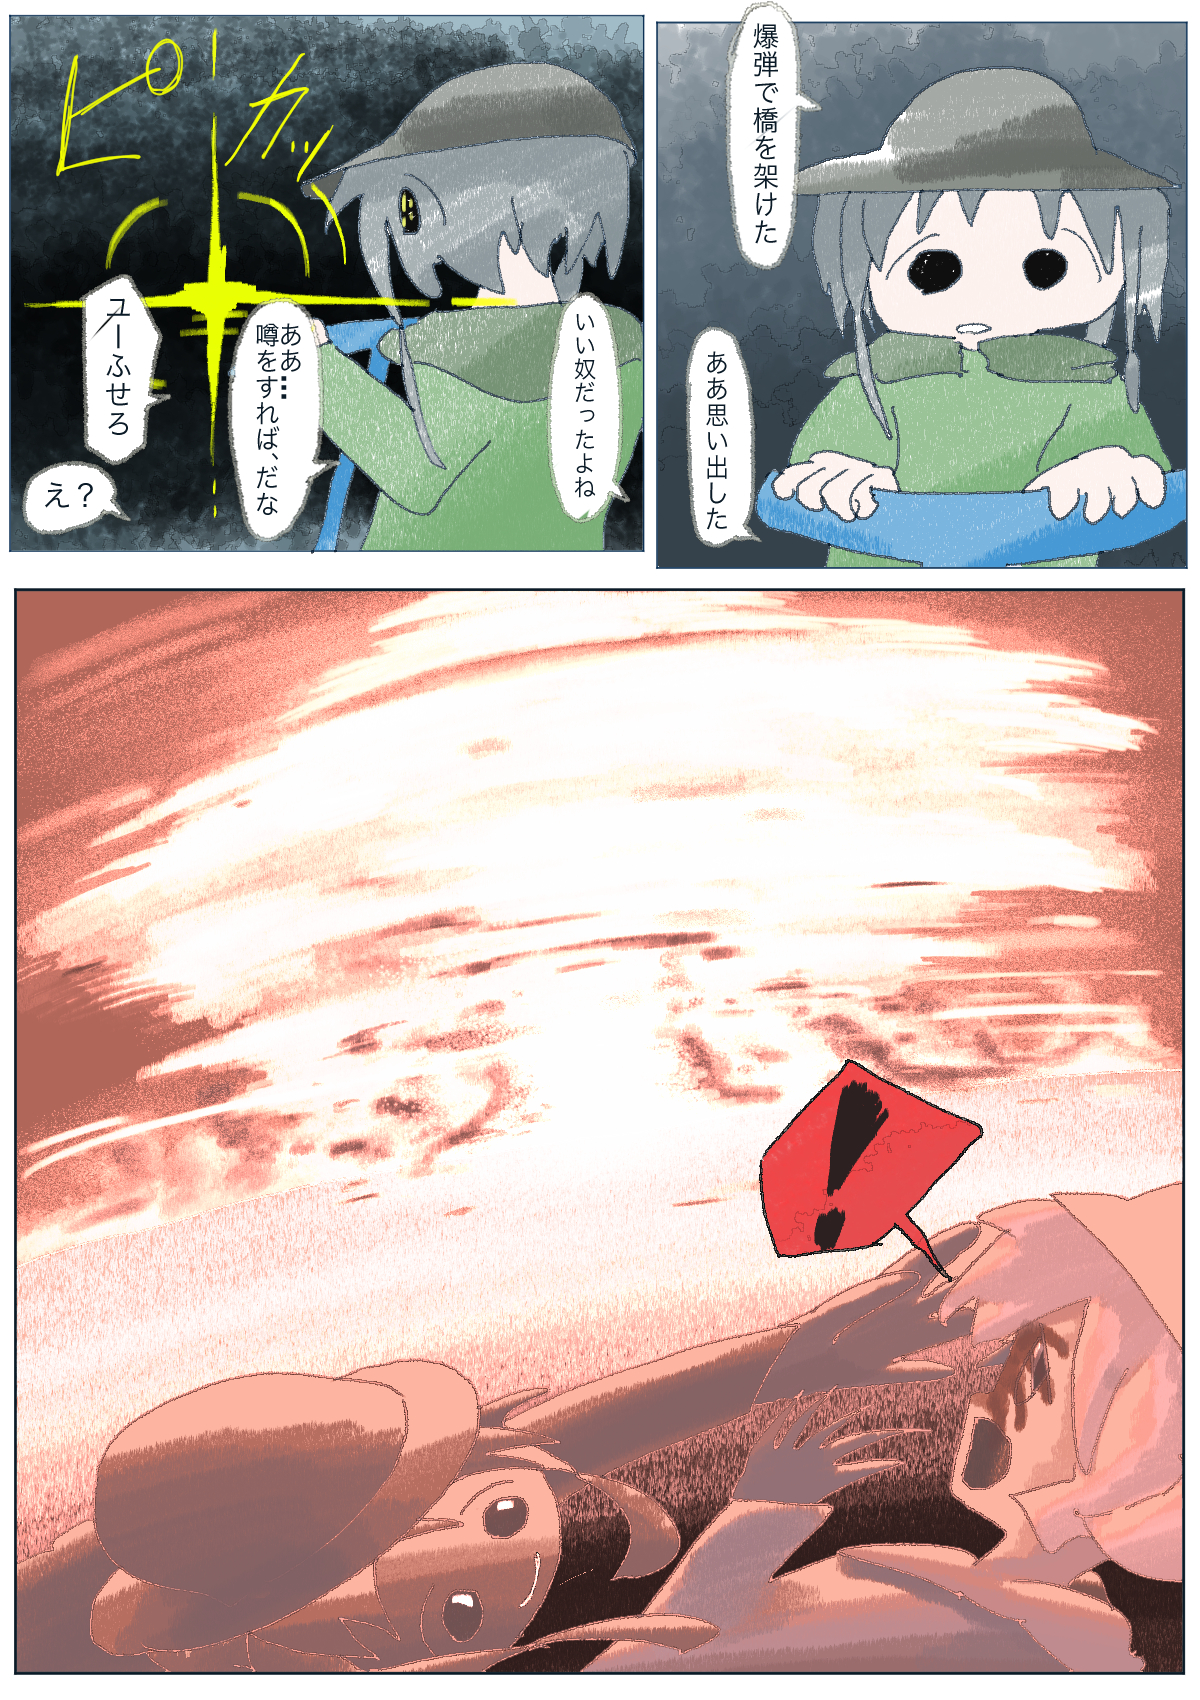 爆弾で橋を架けた
ああ思い出した
いい奴だったよね
ああ…
噂をすれば、だな
ピカッ
ユーふせろ
え？